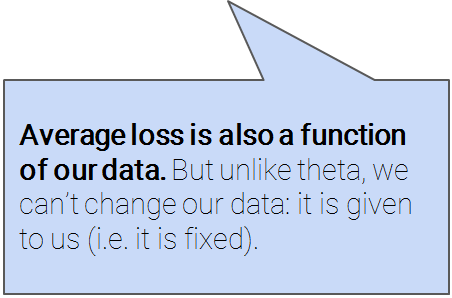 Average loss is also a function
of our data. But unlike theta, we
can’t change our data: it is given
to us (i.e. it is fixed).